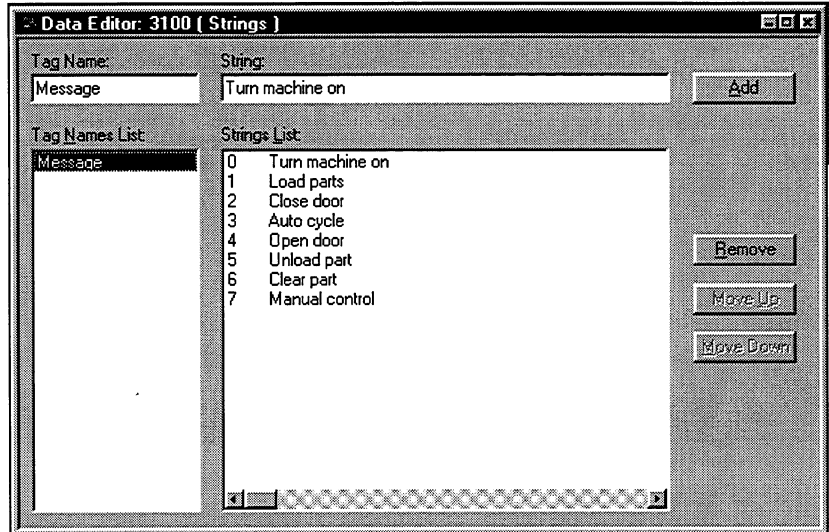 Data Editor: 3100 ( Strings )
Tag Name: String:
Message Turn machine on Add
Tag Names List: Strings List:
Message
0 Turn machine on
1 Load parts
2 Close door
3 Auto cycle
4 Open door
5 Unload part
6 Clear part
7 Manual control
Remove
Move Up
Move Down